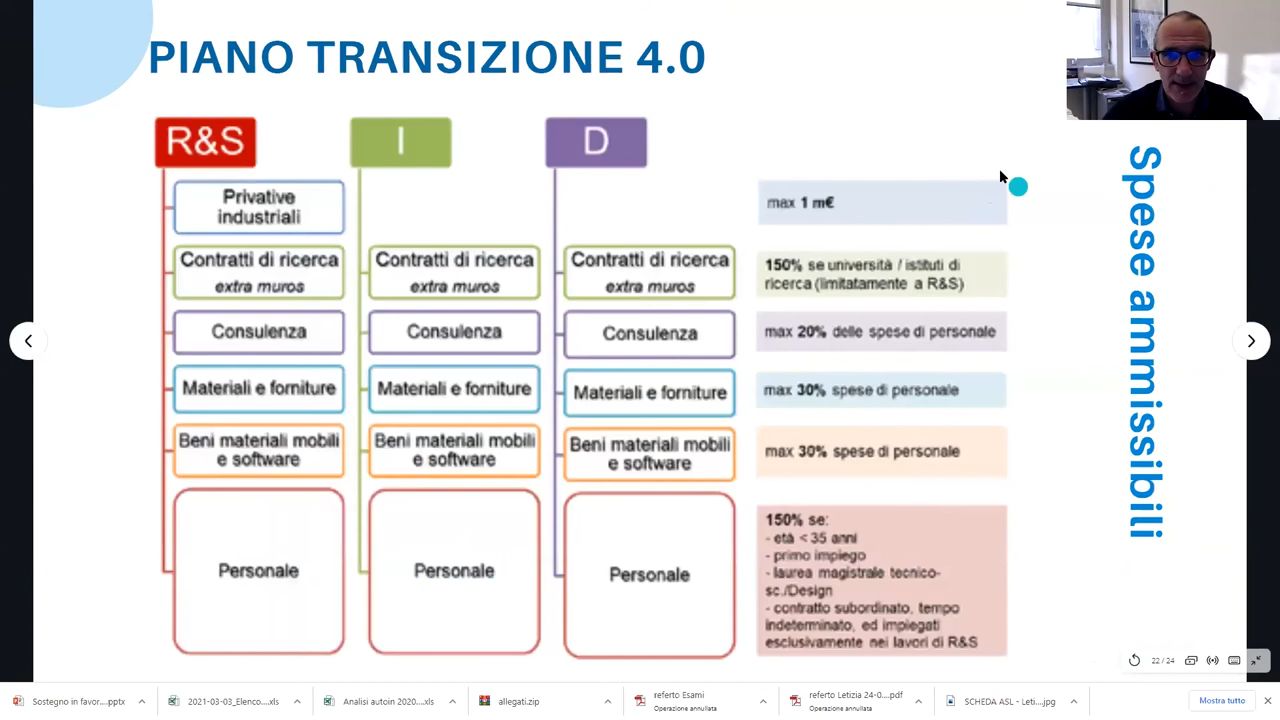 PIANO TRANSIZIONE 4.0
R&S
I
D
Privative
industriali
max 1 m€
Contratti di ricerca
extra muros
Contratti di ricerca
extra muros
Contratti di ricerca
extra muros
150% se università / istituti di
ricerca (limitatamente a R&S)
Consulenza
Consulenza
Consulenza
max 20% delle spese di personale
Materiali e forniture
Materiali e forniture
Materiali e forniture
max 30% spese di personale
Beni materiali mobili
e software
Beni materiali mobili
e software
Beni materiali mobili
e software
max 30% spese di personale
Personale
Personale
Personale
150% se:
- età < 35 anni
- primo impiego
- laurea magistrale tecnico-
sc./Design
- contratto subordinato, tempo
indeterminato, ed impiegati
esclusivamente nei lavori di R&S
Spese ammissibili
22 / 24
Sostegno in favor....pptx
2021-03-03_Elenco....xls
Analisi autoin 2020....xls
allegati.zip
referto Esami
Operazione annullata
referto Letizia 24-0....pdf
Operazione annullata
SCHEDA ASL - Leti....jpg
Mostra tutto